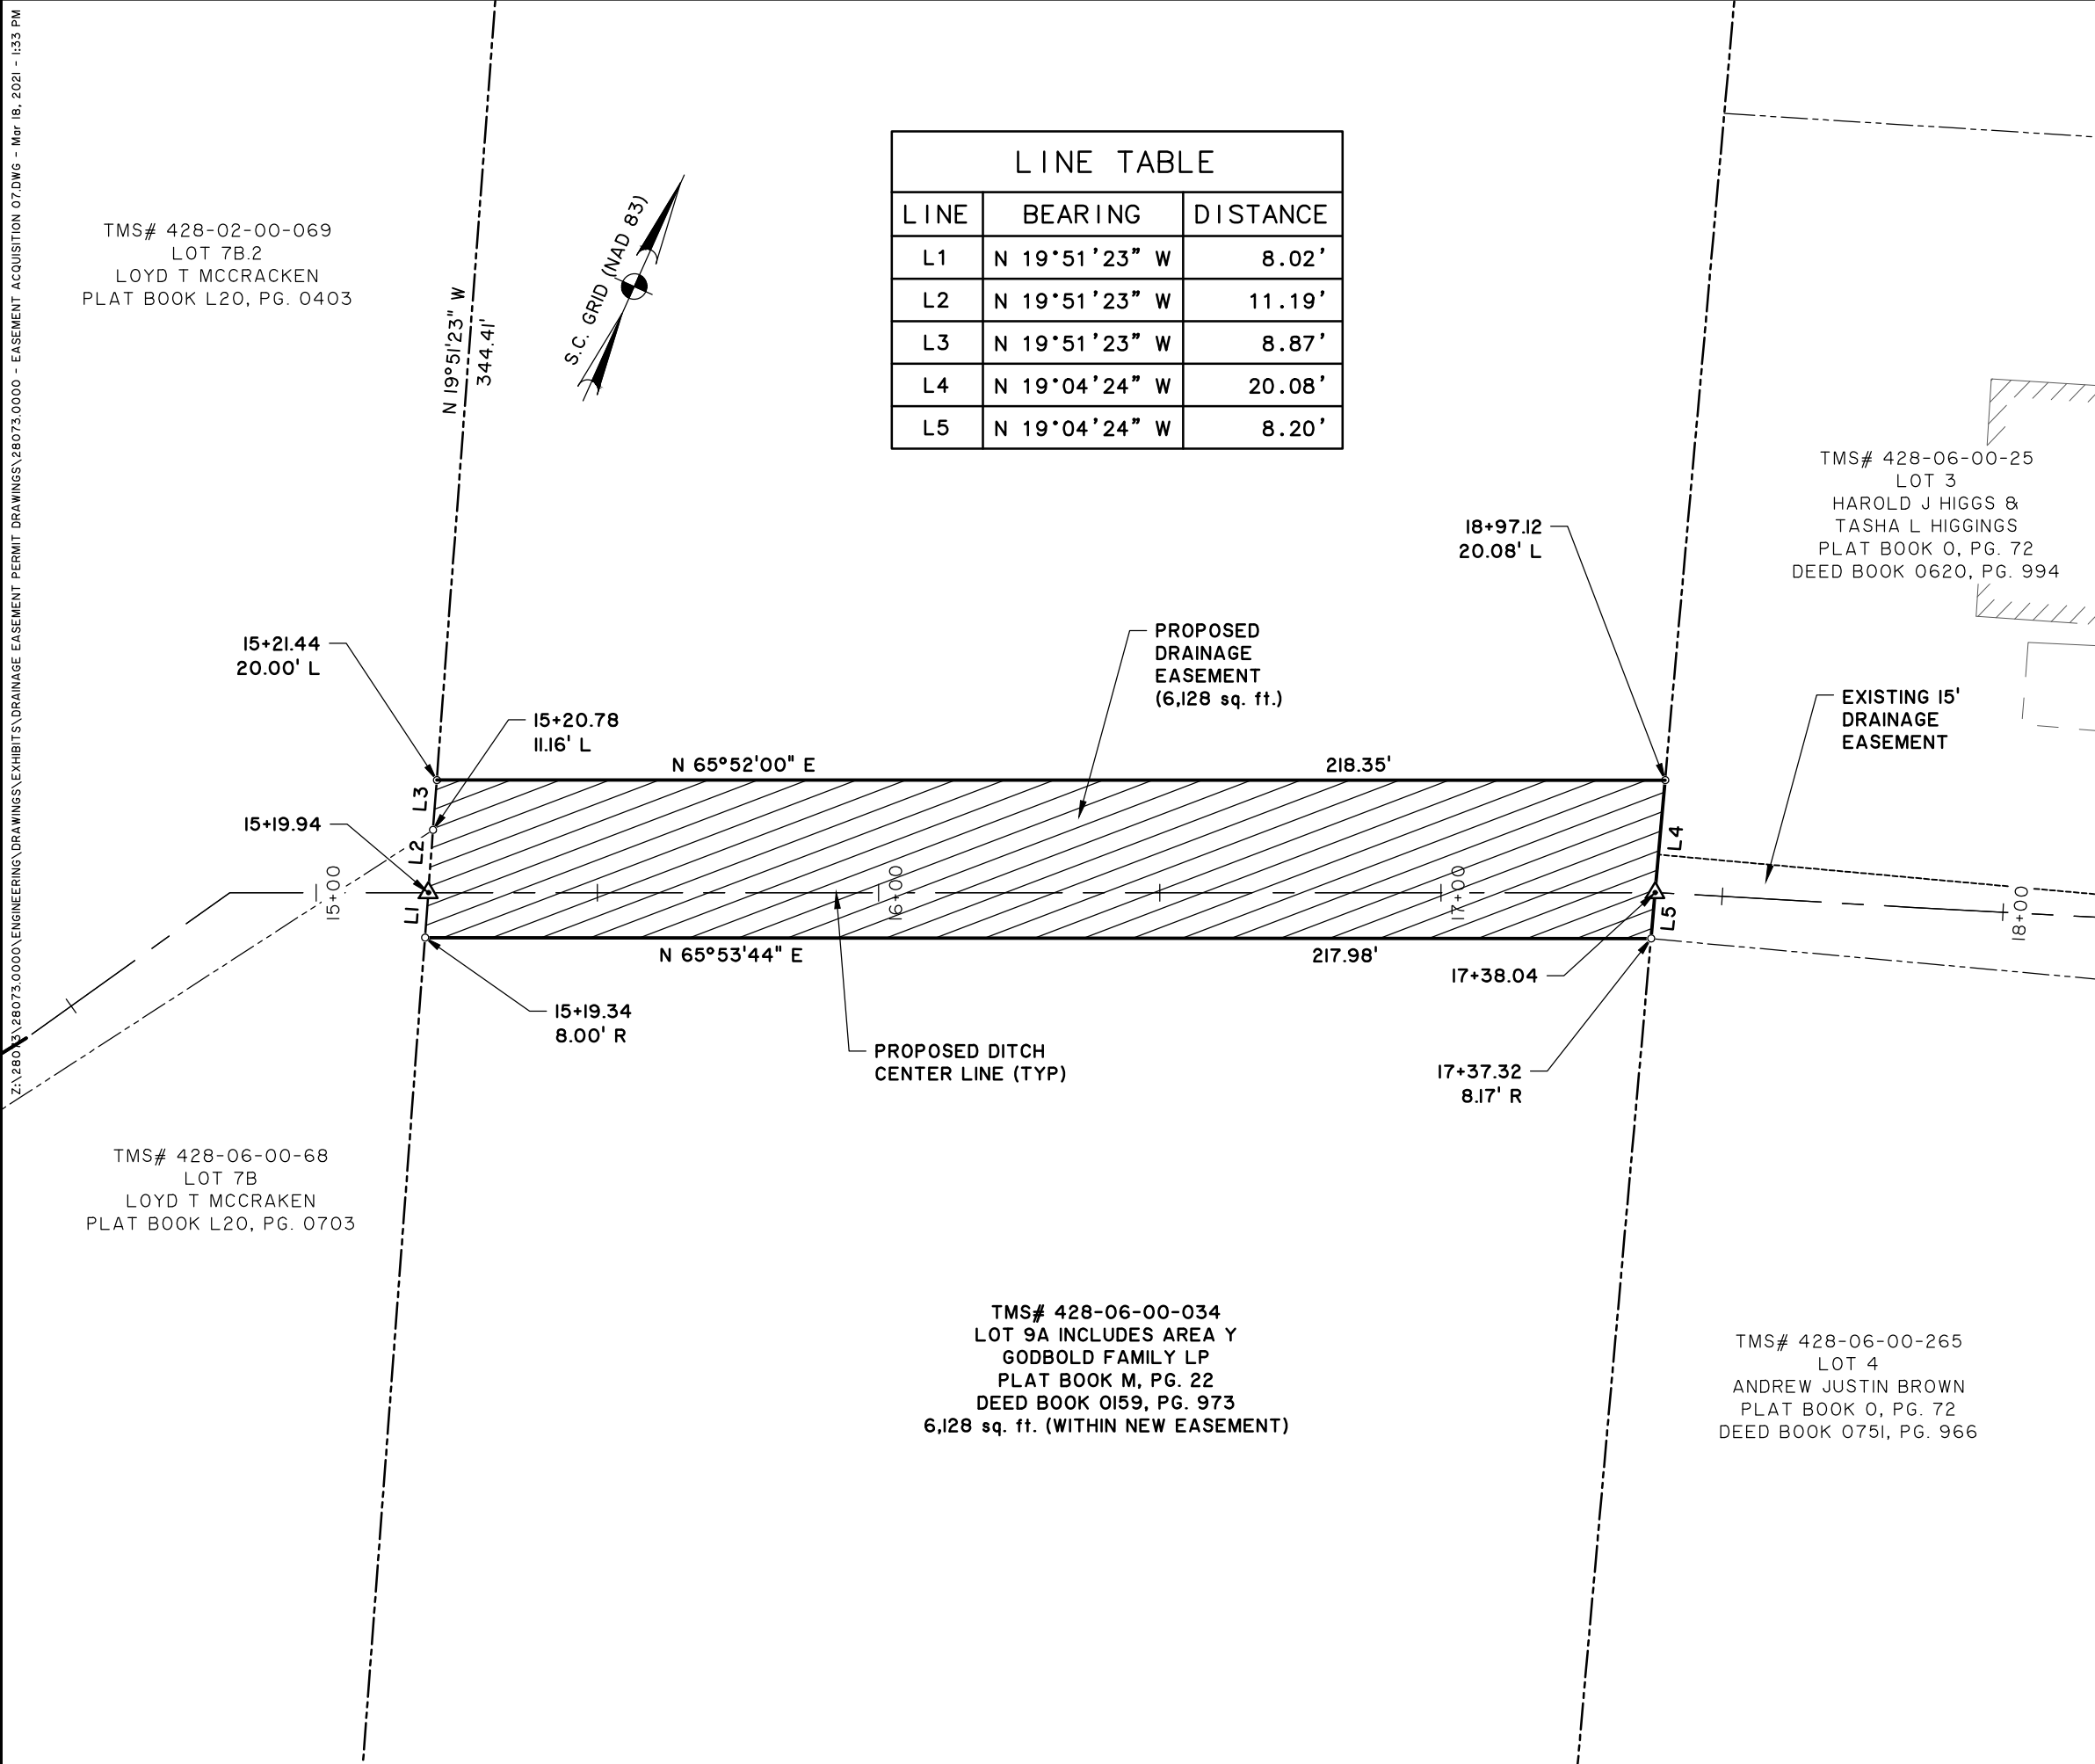 Z:\28073\28073.0000\ENGINEERING\DRAWINGS\EXHIBITS\DRAINAGE EASEMENT PERMIT DRAWINGS\28073.0000 - EASEMENT ACQUISITION 07.DWG - Mar 18, 2021 - 1:33 PM
TMS# 428-02-00-069
LOT 7B.2
LOYD T MCCRACKEN
PLAT BOOK L20, PG. 0403
N 19°51'23" W
344.41'
S.C. GRID (NAD 83)
LINE TABLE
LINE BEARING DISTANCE
L1 N 19°51'23" W 8.02'
L2 N 19°51'23" W 11.19'
L3 N 19°51'23" W 8.87'
L4 N 19°04'24" W 20.08'
L5 N 19°04'24" W 8.20'
TMS# 428-06-00-25
LOT 3
HAROLD J HIGGS &
TASHA L HIGGINGS
PLAT BOOK O, PG. 72
DEED BOOK 0620, PG. 994
18+97.12
20.08' L
15+21.44
20.00' L
15+20.78
11.16' L
PROPOSED
DRAINAGE
EASEMENT
(6,128 sq. ft.)
EXISTING 15'
DRAINAGE
EASEMENT
N 65°52'00" E
218.35'
L3
15+19.94
L2
L4
15+00
16+00
17+00
18+00
L1
L5
N 65°53'44" E
217.98'
17+38.04
15+19.34
8.00' R
PROPOSED DITCH
CENTER LINE (TYP)
17+37.32
8.17' R
TMS# 428-06-00-68
LOT 7B
LOYD T MCCRAKEN
PLAT BOOK L20, PG. 0703
TMS# 428-06-00-034
LOT 9A INCLUDES AREA Y
GODBOLD FAMILY LP
PLAT BOOK M, PG. 22
DEED BOOK 0159, PG. 973
6,128 sq. ft. (WITHIN NEW EASEMENT)
TMS# 428-06-00-265
LOT 4
ANDREW JUSTIN BROWN
PLAT BOOK O, PG. 72
DEED BOOK 0751, PG. 966